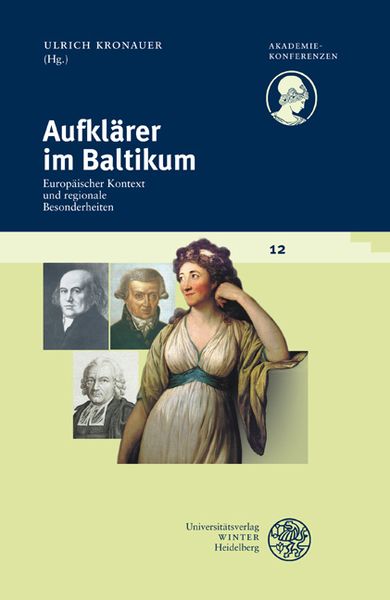 ULRICH KRONAUER
(Hg.)
AKADEMIE-
KONFERENZEN
Aufklärer
im Baltikum
Europäischer Kontext
und regionale
Besonderheiten
12
Universitätsverlag
WINTER
Heidelberg